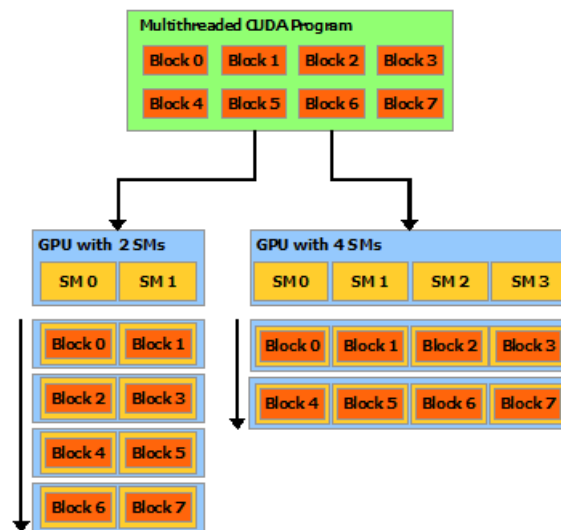 Multithreaded CUDA Program
Block 0 Block 1 Block 2 Block 3
Block 4 Block 5 Block 6 Block 7
GPU with 2 SMs
SM 0 SM 1
Block 0 Block 1
Block 2 Block 3
Block 4 Block 5
Block 6 Block 7
GPU with 4 SMs
SM 0 SM 1 SM 2 SM 3
Block 0 Block 1 Block 2 Block 3
Block 4 Block 5 Block 6 Block 7